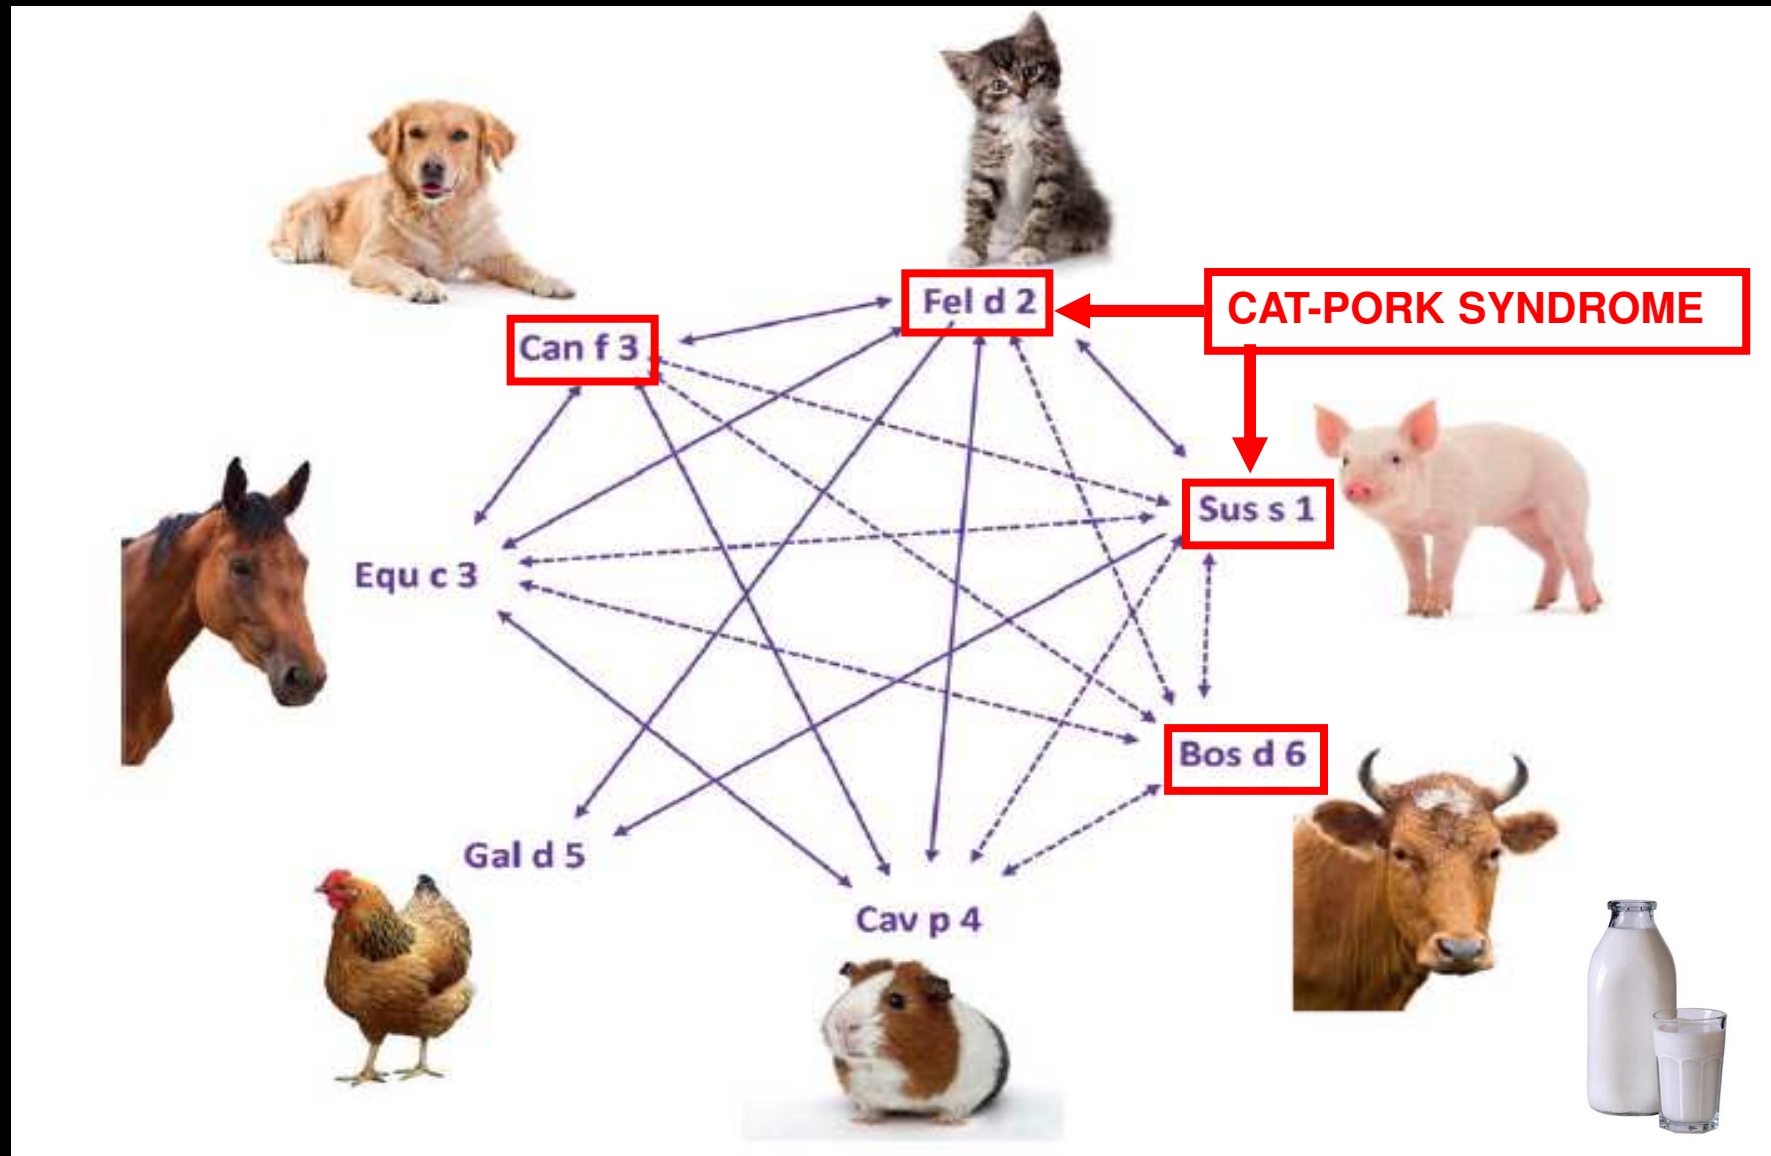 Fel d 2
CAT-PORK SYNDROME
Can f 3
Sus s 1
Equ c 3
Bos d 6
Gal d 5
Cav p 4